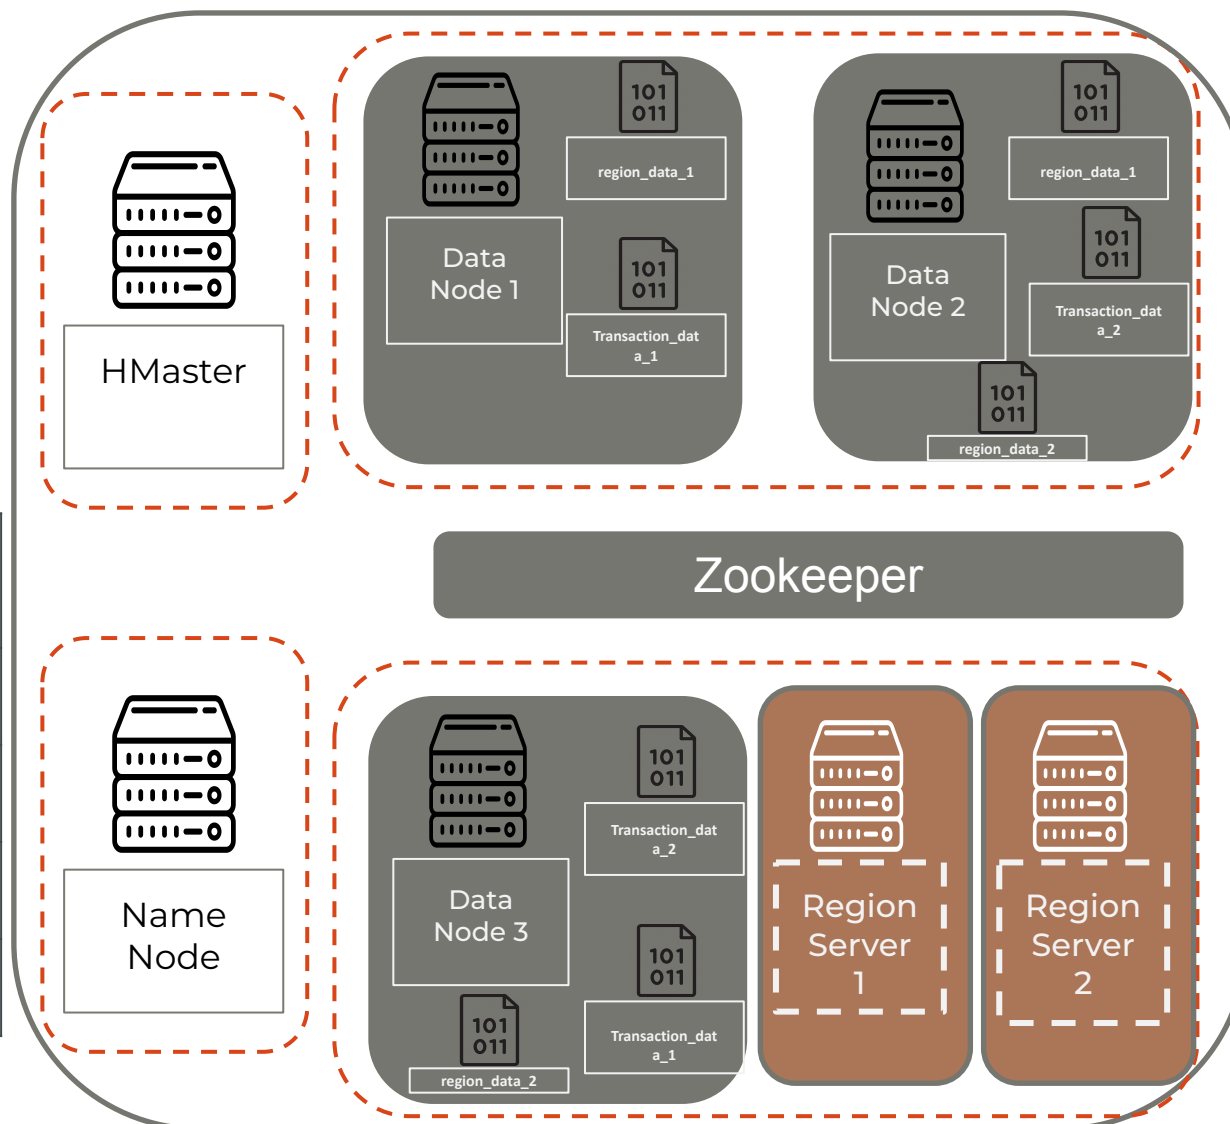 101
011
region_data_1
Data
Node 1
101
011
Transaction_dat
a_1
101
011
region_data_1
Data
Node 2
101
011
Transaction_dat
a_2
101
011
region_data_2
HMaster
Zookeeper
Name
Node
101
011
Transaction_dat
a_2
Data
Node 3
101
011
Transaction_dat
a_1
101
011
region_data_2
Region
Server
1
Region
Server
2